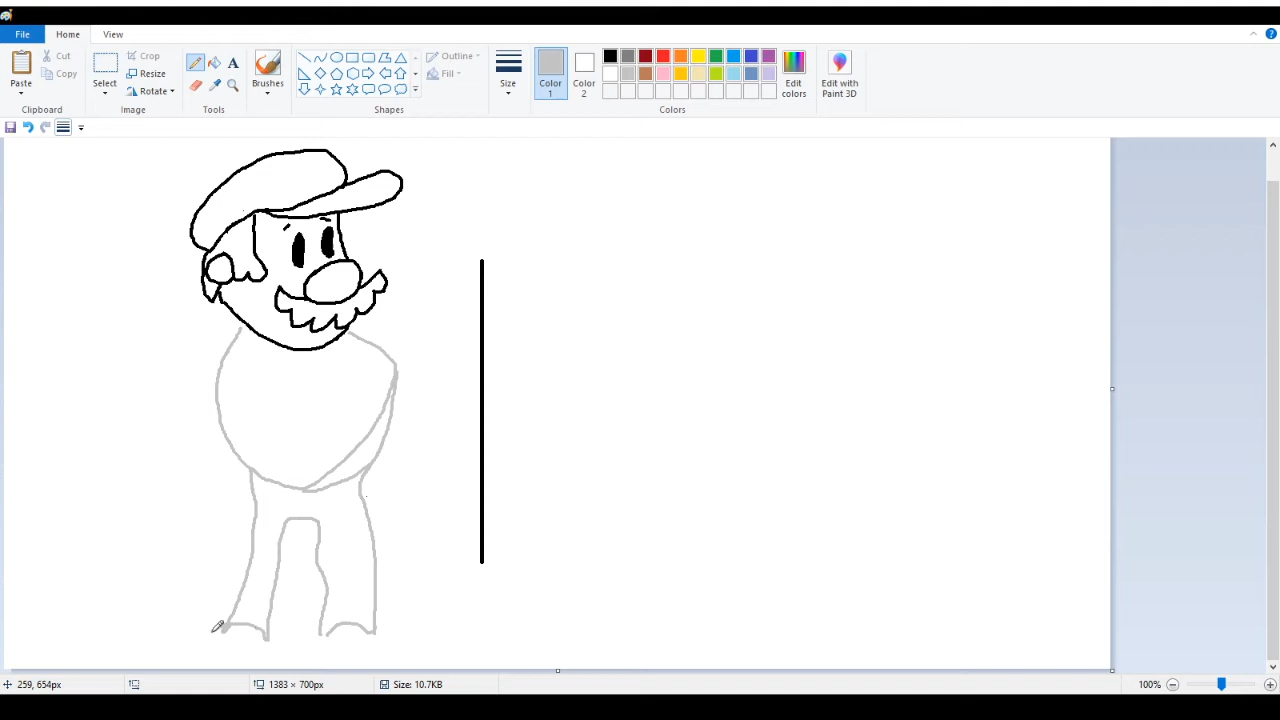 File Home View
Cut Crop Outline
Copy Resize Fill
Paste Select Rotate Brushes Size Color 1 Color 2 Edit colors Edit with Paint 3D
Clipboard Image Tools Shapes Colors
A
259, 654px 1383 × 700px Size: 10.7KB 100%